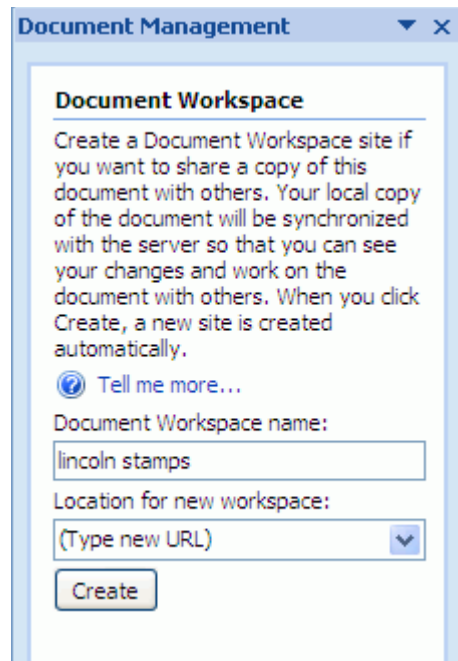 Document Management
Document Workspace
Create a Document Workspace site if
you want to share a copy of this
document with others. Your local copy
of the document will be synchronized
with the server so that you can see
your changes and work on the
document with others. When you click
Create, a new site is created
automatically.
Tell me more...
Document Workspace name:
lincoln stamps
Location for new workspace:
(Type new URL)
Create